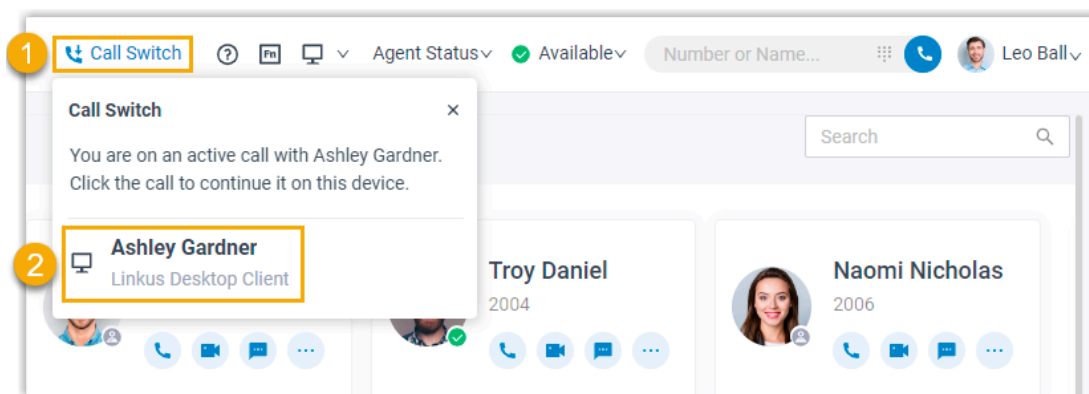 1
Call Switch
Fn
Agent Status
Available
Number or Name...
Leo Ball
Call Switch
You are on an active call with Ashley Gardner.
Click the call to continue it on this device.
2
Ashley Gardner
Linkus Desktop Client
Search
Troy Daniel
2004
Naomi Nicholas
2006